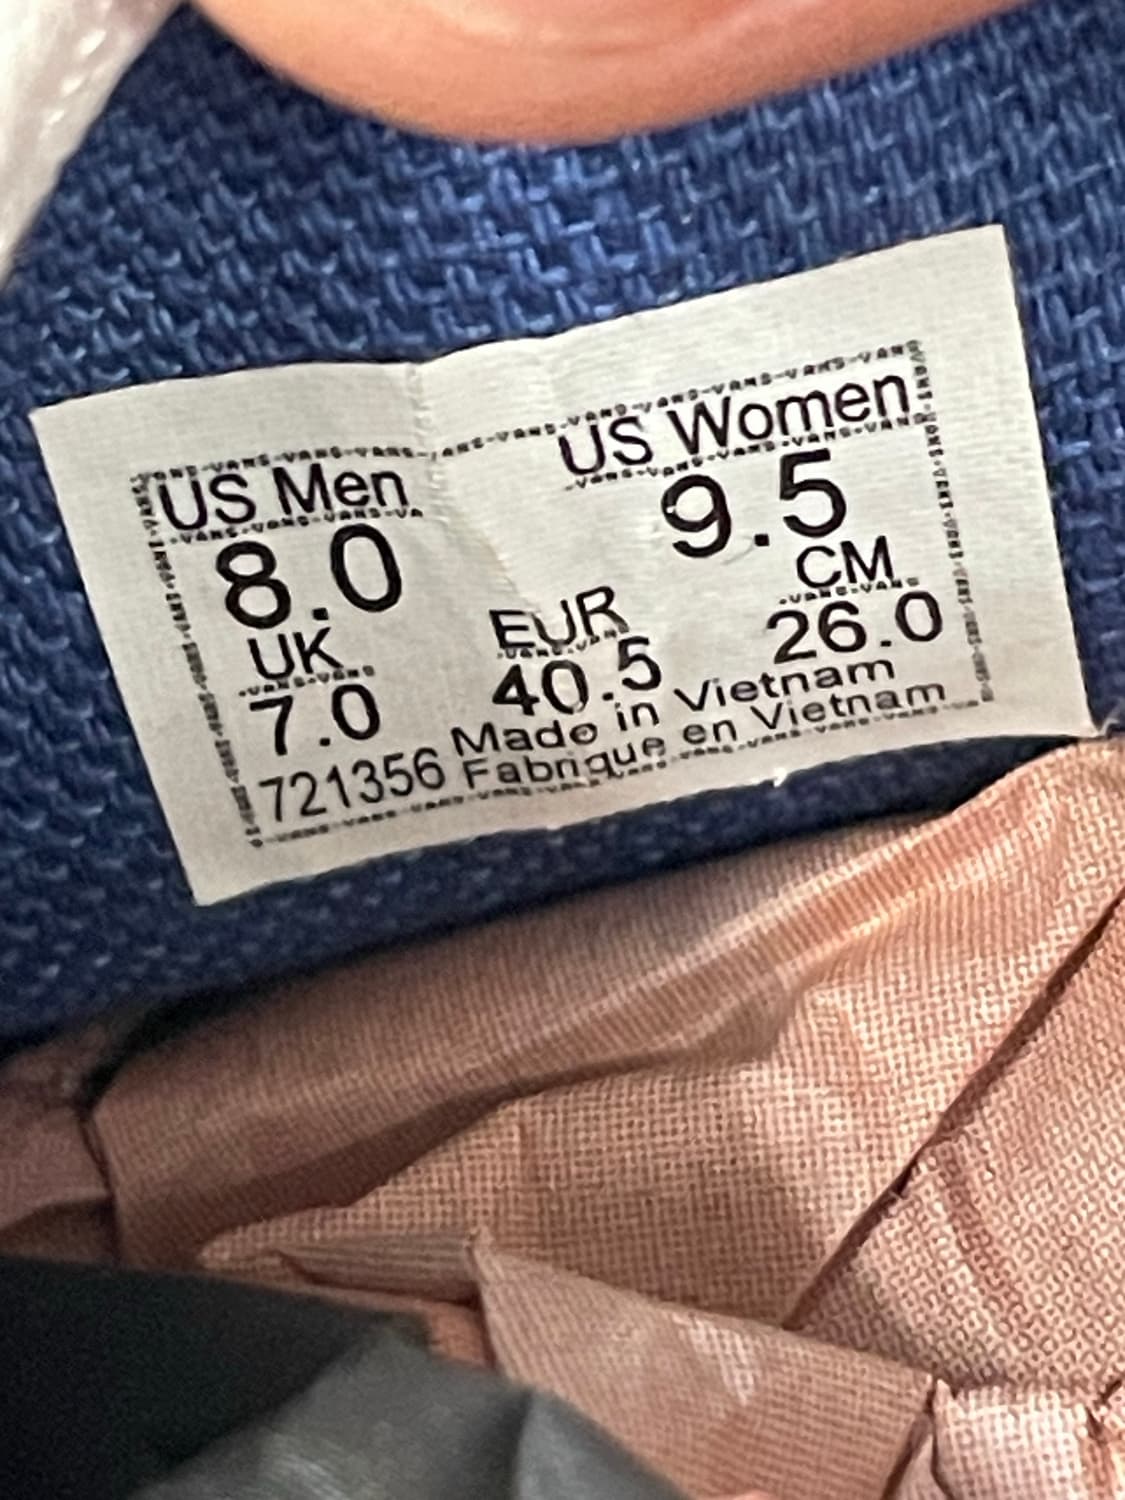 US Men US Women
8.0 9.5
UK EUR CM
7.0 40.5 26.0
721356 Made in Vietnam
Fabrique en Vietnam